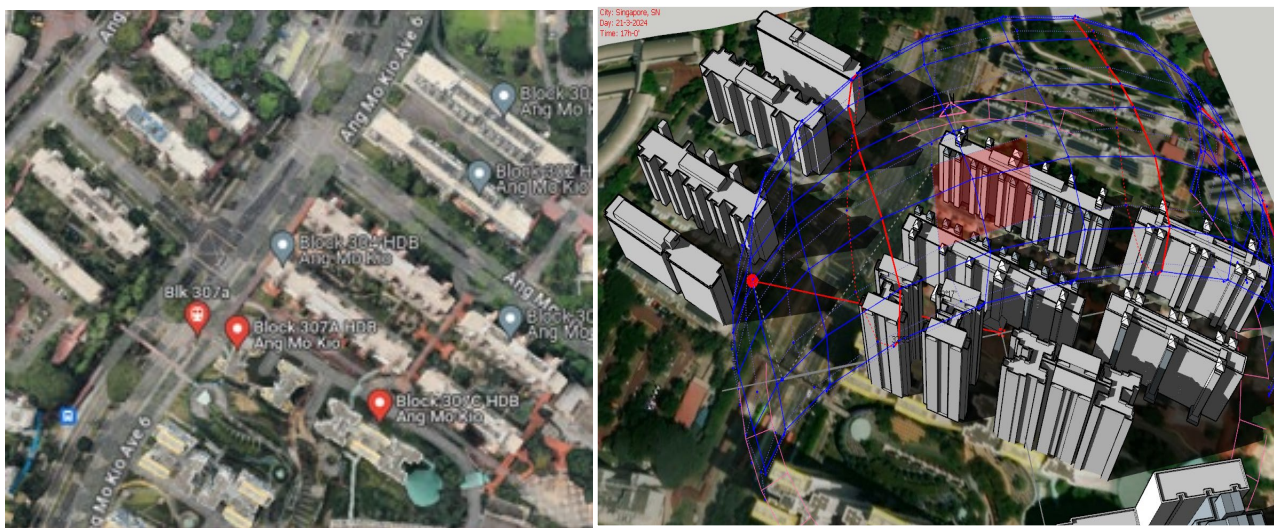 Ang
Ang Mo Kio Ave 6
Block 30
Ang Mo K
Block 302 H
Ang Mo Kio
Block 304 HDB
Ang Mo Kio
Ang Mo
Blk 307a
Block 307A HDB
Ang Mo Kio
Block 30
Ang Mo
Block 307C HDB
Ang Mo Kio
g Mo Kio Ave 6
City: Singapore, SN
Day: 21-3-2024
Time: 17h-0'